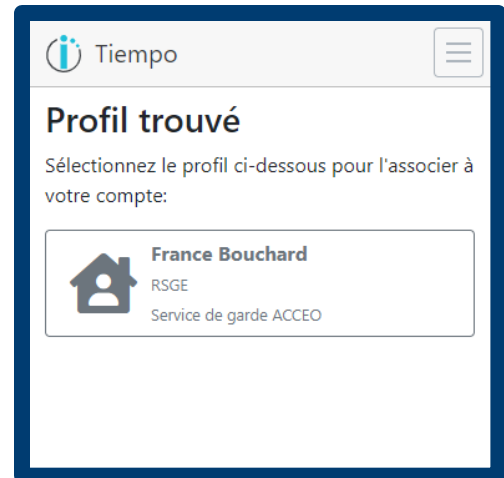 Tiempo
Profil trouvé
Sélectionnez le profil ci-dessous pour l'associer à
votre compte:
France Bouchard
RSGE
Service de garde ACCEO